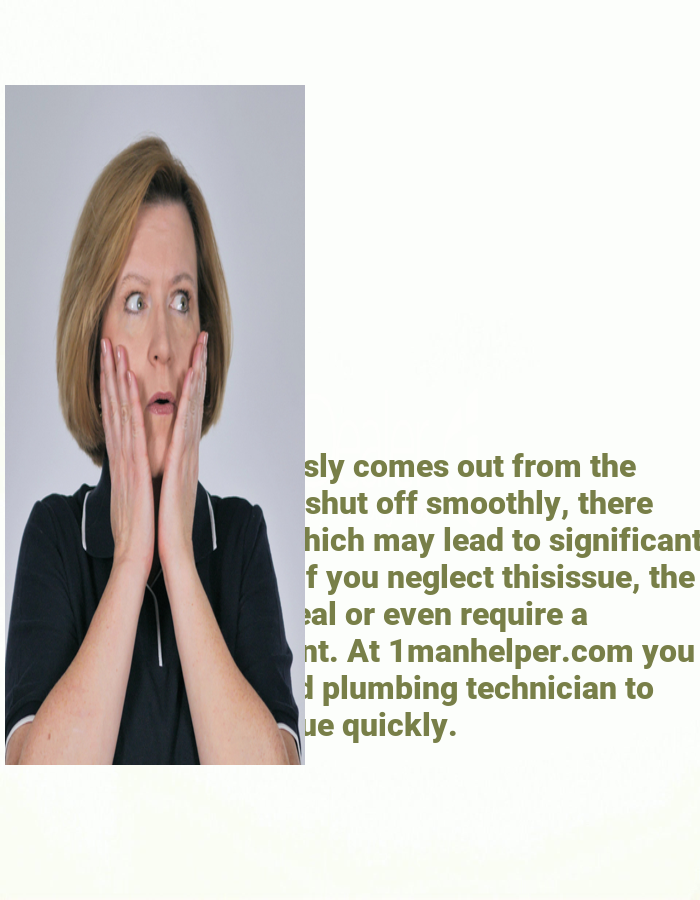 sly comes out from the
shut off smoothly, there
hich may lead to significant
f you neglect thisissue, the
eal or even require a
nt. At 1manhelper.com you
d plumbing technician to
ue quickly.